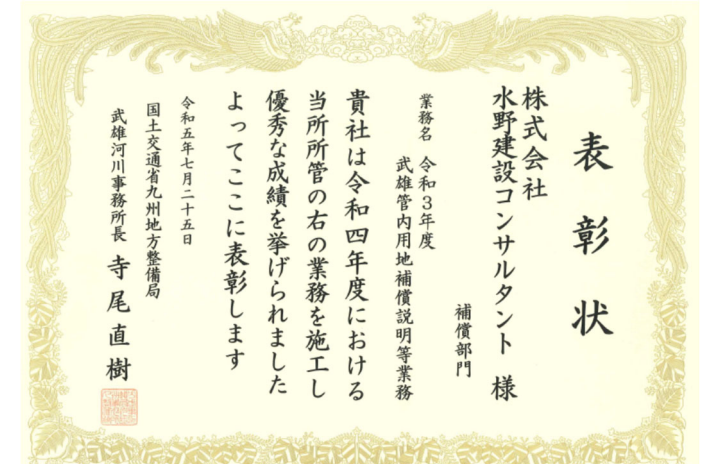 表彰状
株式会社
水野建設コンサルタント 様
補償部門
業務名 令和3年度
武雄管内用地補償説明等業務
貴社は令和四年度における
当所所管の右の業務を施工し
優秀な成績を挙げられました
よってここに表彰します
令和五年七月二十五日
国土交通省九州地方整備局
武雄河川事務所長 寺尾直樹